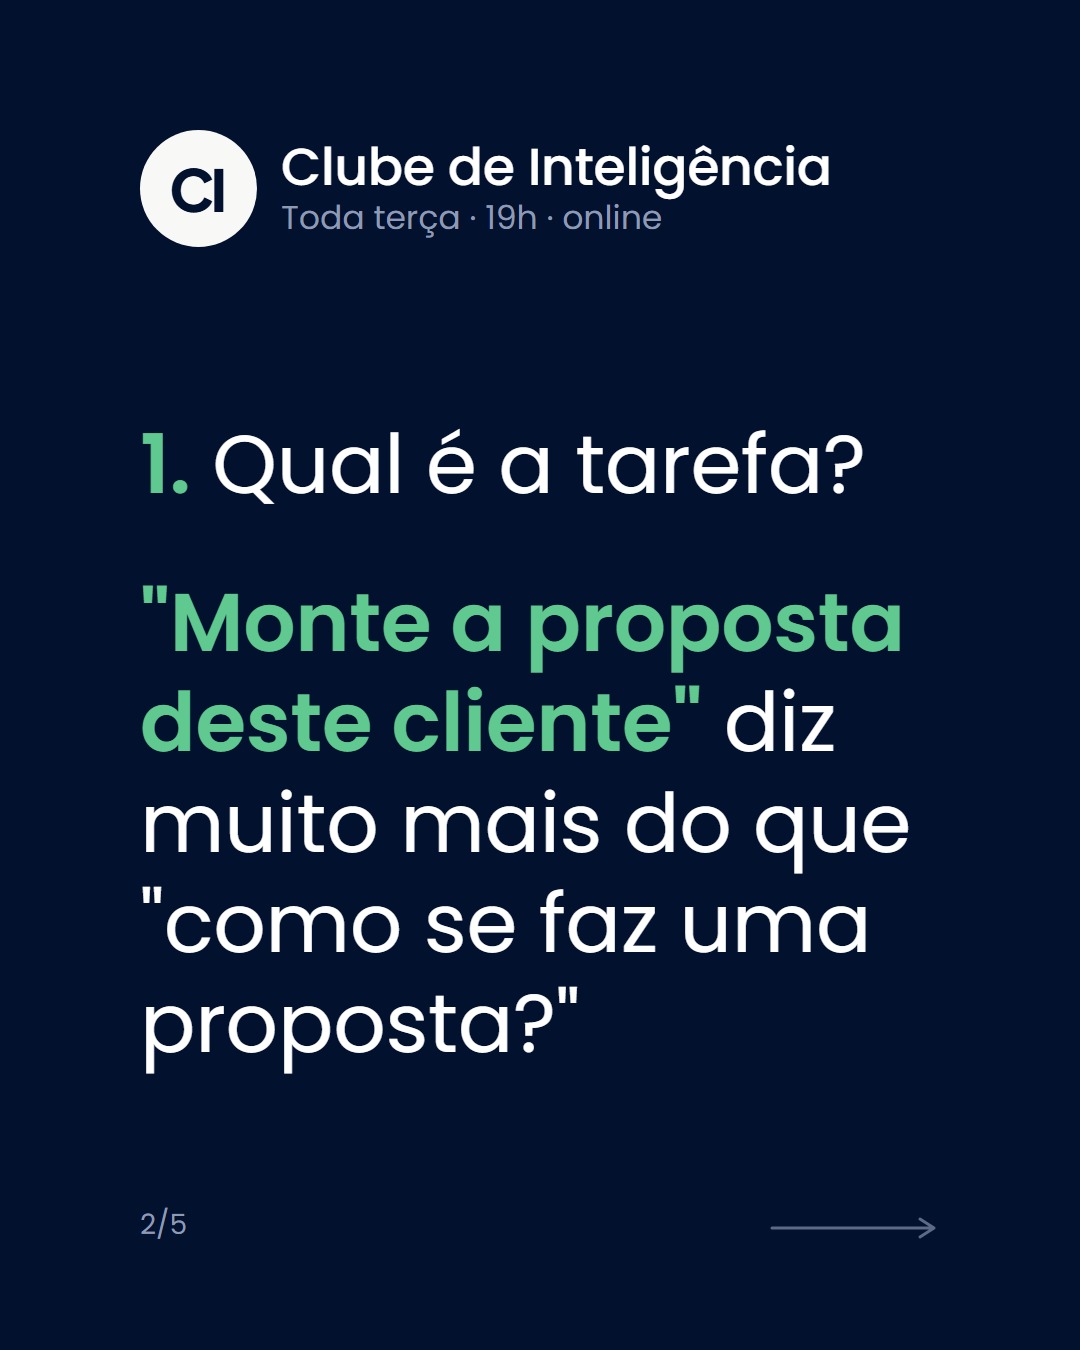 CI
Clube de Inteligência
Toda terça · 19h · online
1. Qual é a tarefa?
"Monte a proposta
deste cliente" diz
muito mais do que
"como se faz uma
proposta?"
2/5